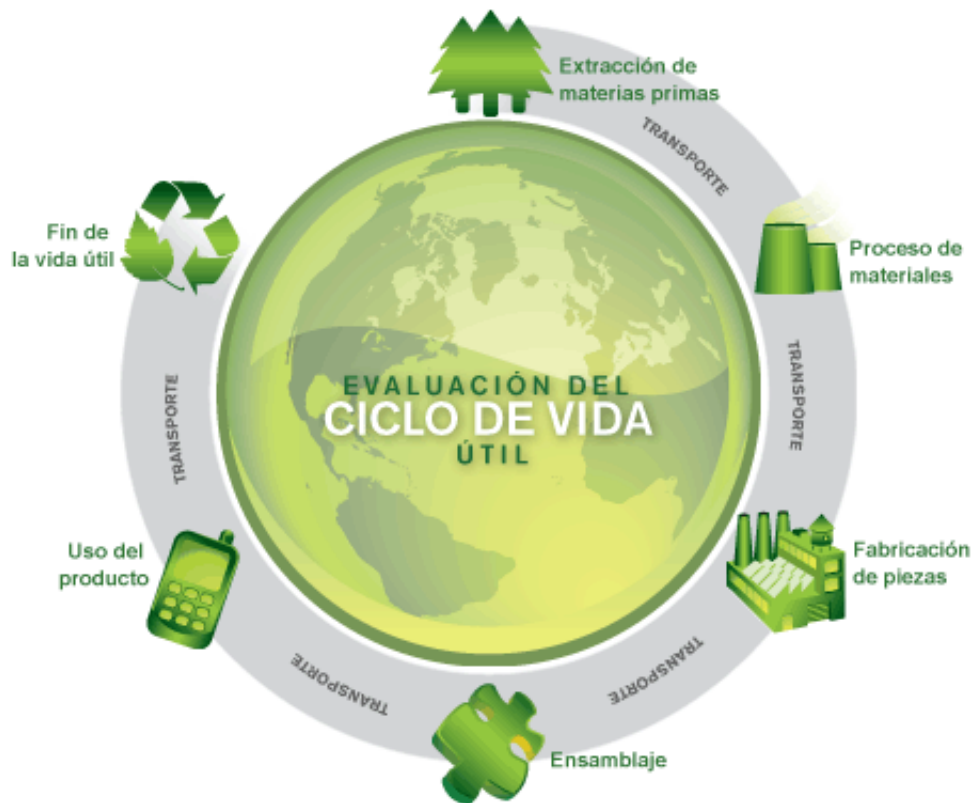 Extracción de
materias primas
TRANSPORTE
Proceso de
materiales
TRANSPORTE
Fabricación
de piezas
TRANSPORTE
Ensamblaje
TRANSPORTE
Uso del
producto
TRANSPORTE
Fin de
la vida útil
EVALUACIÓN DEL
CICLO DE VIDA
ÚTIL